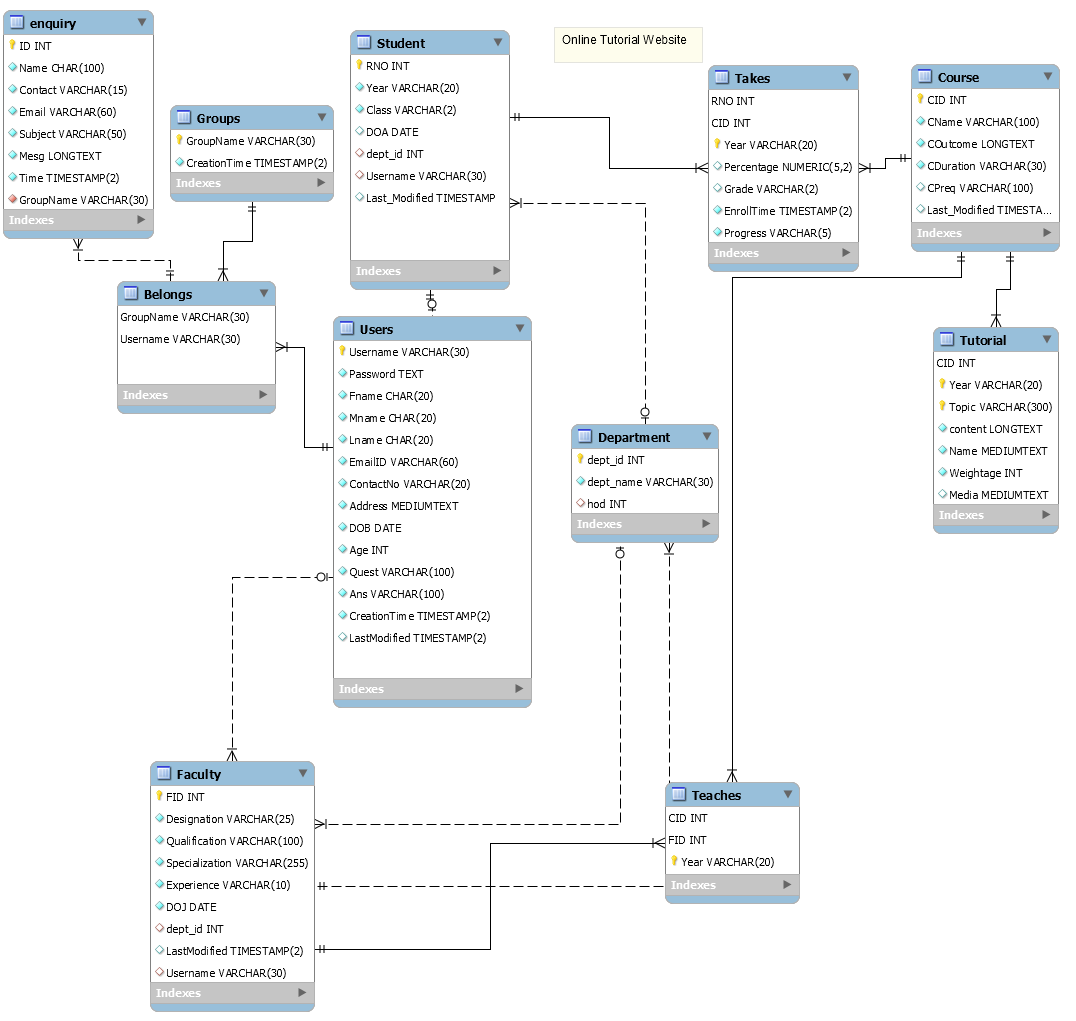 enquiry
ID INT
Name CHAR(100)
Contact VARCHAR(15)
Email VARCHAR(60)
Subject VARCHAR(50)
Mesg LONGTEXT
Time TIMESTAMP(2)
GroupName VARCHAR(30)
Indexes
Groups
GroupName VARCHAR(30)
CreationTime TIMESTAMP(2)
Indexes
Student
RNO INT
Year VARCHAR(20)
Class VARCHAR(2)
DOA DATE
dept_id INT
Username VARCHAR(30)
Last_Modified TIMESTAMP
Indexes
Online Tutorial Website
Takes
RNO INT
CID INT
Year VARCHAR(20)
Percentage NUMERIC(5,2)
Grade VARCHAR(2)
EnrollTime TIMESTAMP(2)
Progress VARCHAR(5)
Indexes
Course
CID INT
CName VARCHAR(100)
COutcome LONGTEXT
CDuration VARCHAR(30)
CPreq VARCHAR(100)
Last_Modified TIMESTA...
Indexes
Belongs
GroupName VARCHAR(30)
Username VARCHAR(30)
Indexes
Users
Username VARCHAR(30)
Password TEXT
Fname CHAR(20)
Mname CHAR(20)
Lname CHAR(20)
EmailID VARCHAR(60)
ContactNo VARCHAR(20)
Address MEDIUMTEXT
DOB DATE
Age INT
Quest VARCHAR(100)
Ans VARCHAR(100)
CreationTime TIMESTAMP(2)
LastModified TIMESTAMP(2)
Indexes
Department
dept_id INT
dept_name VARCHAR(30)
hod INT
Indexes
Tutorial
CID INT
Year VARCHAR(20)
Topic VARCHAR(300)
content LONGTEXT
Name MEDIUMTEXT
Weightage INT
Media MEDIUMTEXT
Indexes
Faculty
FID INT
Designation VARCHAR(25)
Qualification VARCHAR(100)
Specialization VARCHAR(255)
Experience VARCHAR(10)
DOJ DATE
dept_id INT
LastModified TIMESTAMP(2)
Username VARCHAR(30)
Indexes
Teaches
CID INT
FID INT
Year VARCHAR(20)
Indexes